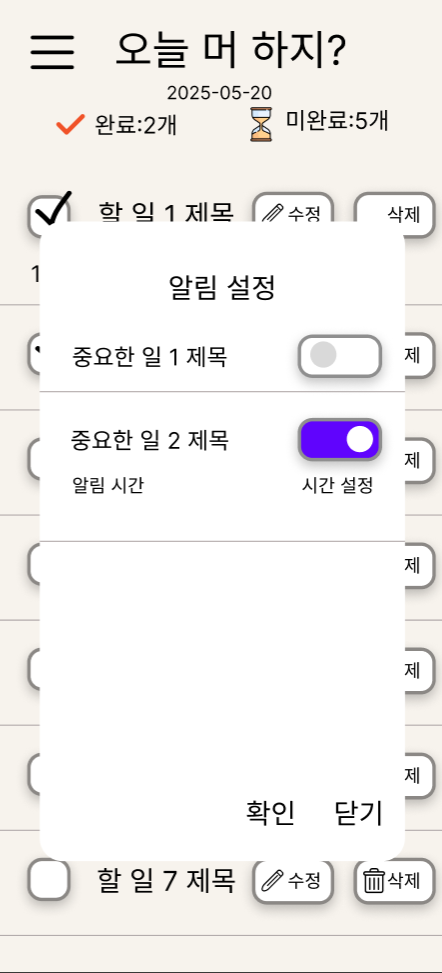 오늘 머 하지?
2025-05-20
완료:2개 미완료:5개
할 일 1 제목 수정 삭제
1
알림 설정
중요한 일 1 제목
제
중요한 일 2 제목
제
알림 시간 시간 설정
제
제
제
확인 닫기
할 일 7 제목 수정 삭제